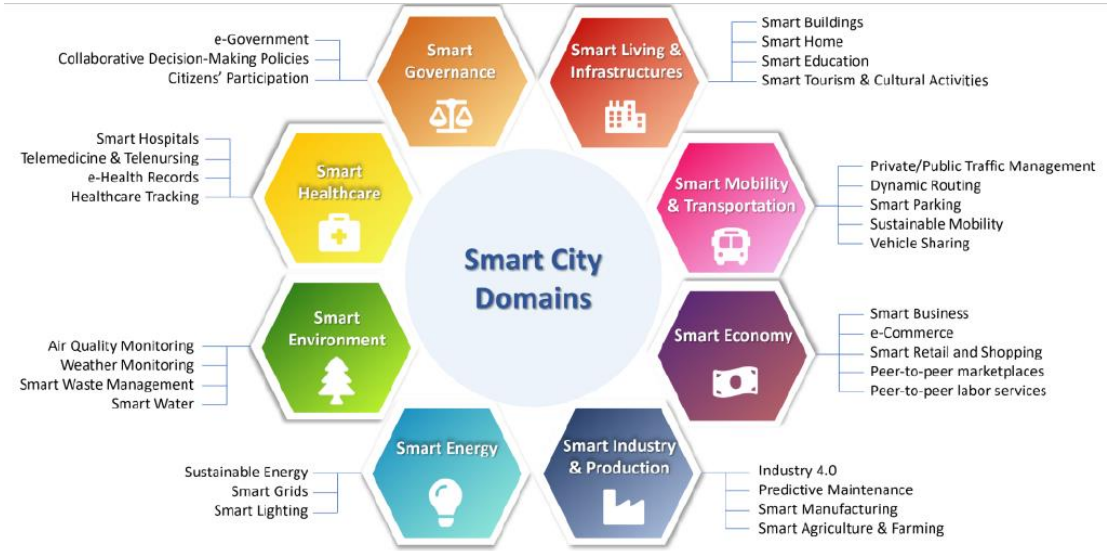 Smart City
Domains
Smart
Governance
e-Government
Collaborative Decision-Making Policies
Citizens' Participation
Smart Living &
Infrastructures
Smart Buildings
Smart Home
Smart Education
Smart Tourism & Cultural Activities
Smart Mobility
& Transportation
Private/Public Traffic Management
Dynamic Routing
Smart Parking
Sustainable Mobility
Vehicle Sharing
Smart Economy
Smart Business
e-Commerce
Smart Retail and Shopping
Peer-to-peer marketplaces
Peer-to-peer labor services
Smart Industry
& Production
Industry 4.0
Predictive Maintenance
Smart Manufacturing
Smart Agriculture & Farming
Smart Energy
Sustainable Energy
Smart Grids
Smart Lighting
Smart
Environment
Air Quality Monitoring
Weather Monitoring
Smart Waste Management
Smart Water
Smart
Healthcare
Smart Hospitals
Telemedicine & Telenursing
e-Health Records
Healthcare Tracking